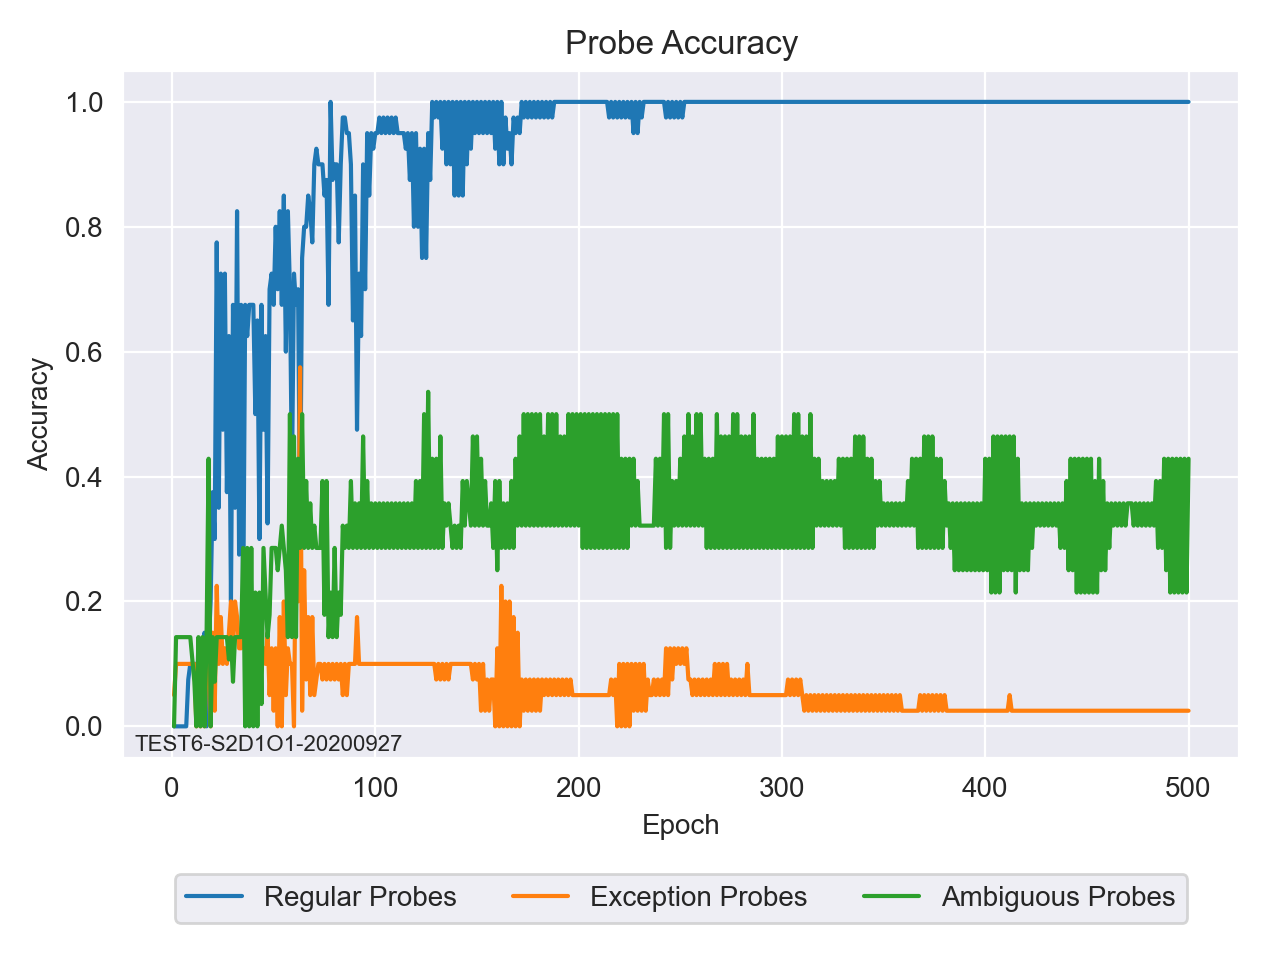 Probe Accuracy
1.0
0.8
0.6
0.4
0.2
0.0
Accuracy
TEST6-S2D1O1-20200927
0 100 200 300 400 500
Epoch
Regular Probes Exception Probes Ambiguous Probes